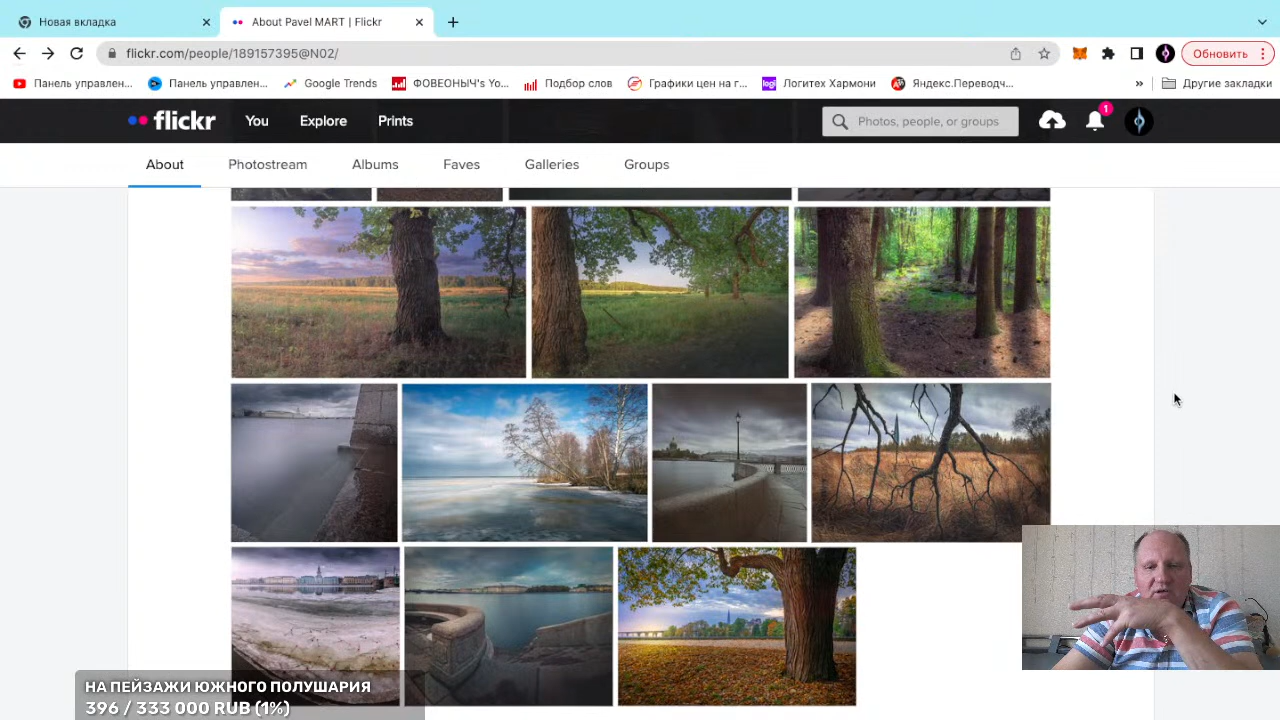 Новая вкладка
About Pavel MART | Flickr
flickr.com/people/189157395@N02/
Обновить
Панель управлен...
Панель управлен...
Google Trends
ФОВЕОНЫЧ's Yo...
Подбор слов
Графики цен на г...
Логитех Хармони
Яндекс.Переводч...
»
Другие закладки
flickr
You
Explore
Prints
Photos, people, or groups
1
About
Photostream
Albums
Faves
Galleries
Groups
НА ПЕЙЗАЖИ ЮЖНОГО ПОЛУШАРИЯ
396 / 333 000 RUB (1%)